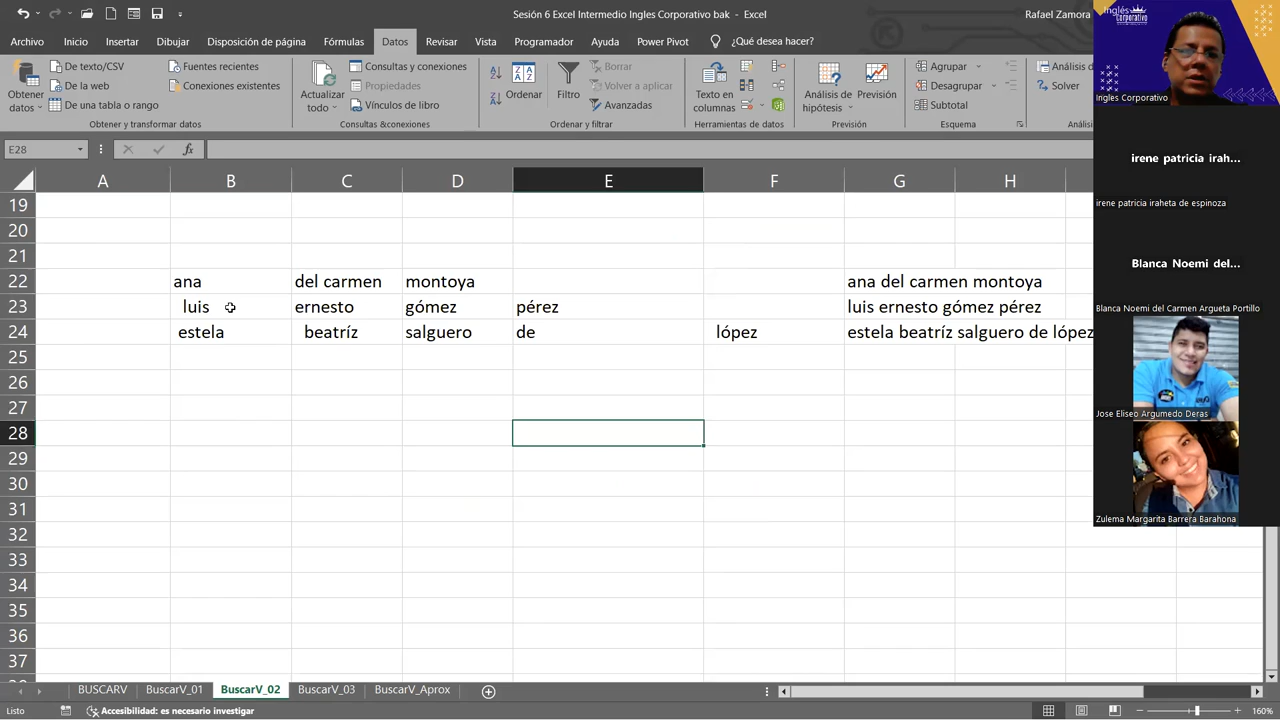 Sesión 6 Excel Intermedio Ingles Corporativo bak - Excel
Rafael Zamora
Inglés
Corporativo
Archivo Inicio Insertar Dibujar Disposición de página Fórmulas Datos Revisar Vista Programador Ayuda Power Pivot ¿Qué desea hacer?
Obtener datos
De texto/CSV
De la web
De una tabla o rango
Fuentes recientes
Conexiones existentes
Obtener y transformar datos
Actualizar todo
Consultas y conexiones
Propiedades
Vínculos de libro
Consultas &conexiones
Ordenar
Filtro
Borrar
Volver a aplicar
Avanzadas
Ordenar y filtrar
Texto en columnas
Herramientas de datos
Análisis de hipótesis
Previsión
Previsión
Agrupar
Desagrupar
Subtotal
Esquema
Análisis d
Solver
Anális
Ingles Corporativo
E28 fx
A B C D E F G H
19
20
21
22 ana del carmen montoya ana del carmen montoya
23 luis ernesto gómez pérez luis ernesto gómez pérez
24 estela beatríz salguero de lópez estela beatríz salguero de lópez
25
26
27
28
29
30
31
32
33
34
35
36
37
irene patricia irah...
irene patricia iraheta de espinoza
Blanca Noemi del...
Blanca Noemi del Carmen Argueta Portillo
Jose Eliseo Argumedo Deras
Zulema Margarita Barrera Barahona
BUSCARV BuscarV_01 BuscarV_02 BuscarV_03 BuscarV_Aprox
Listo Accesibilidad: es necesario investigar 160%